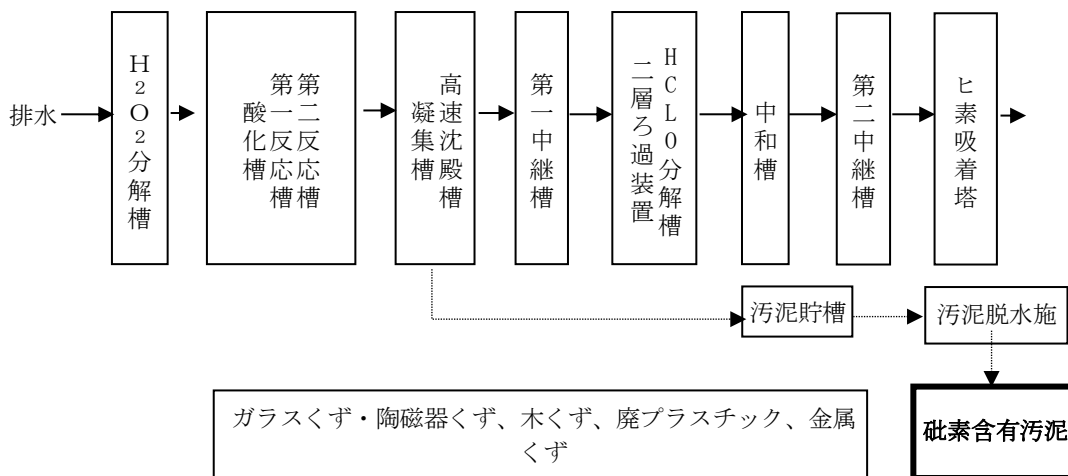 排水
H2O2分解槽
第二反応槽
第一反応槽
酸化槽
高速沈殿槽
凝集槽
第一中継槽
HCLO分解槽
二層ろ過装置
中和槽
第二中継槽
ヒ素吸着塔
汚泥貯槽
汚泥脱水施
ガラスくず・陶磁器くず、木くず、廃プラスチック、金属
くず
砒素含有汚泥